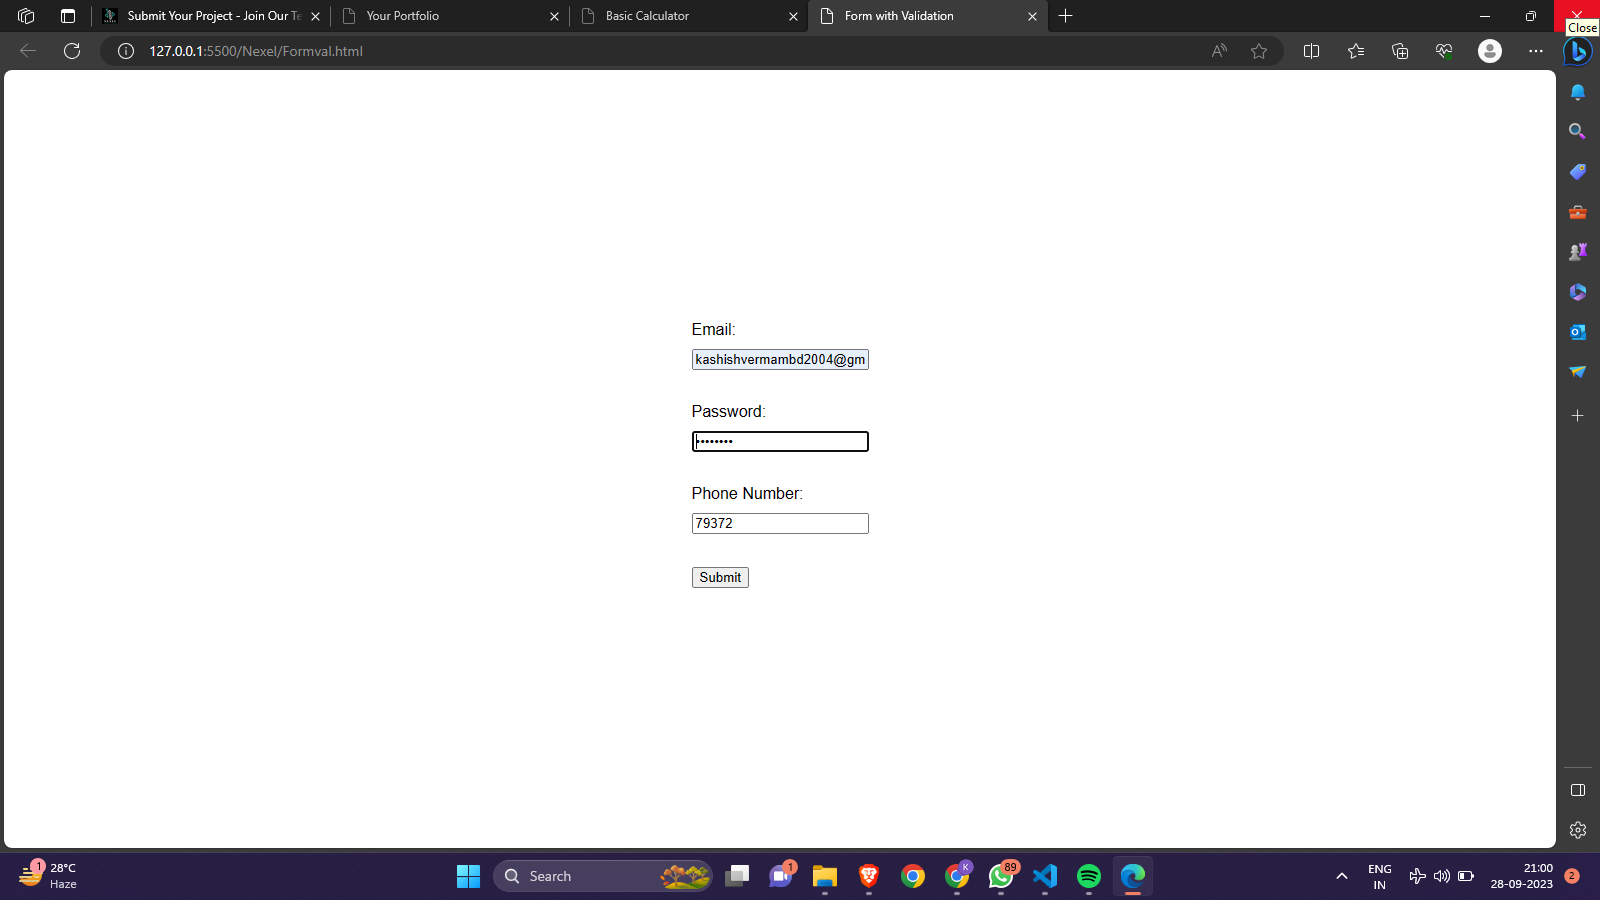 Submit Your Project - Join Our Te
Your Portfolio
Basic Calculator
Form with Validation
Close
127.0.0.1:5500/Nexel/Formval.html
Email:
kashishvermambd2004@gm
Password:
••••••••
Phone Number:
79372
Submit
1
28°C
Haze
Search
1
K
89
ENG
IN
21:00
28-09-2023
2